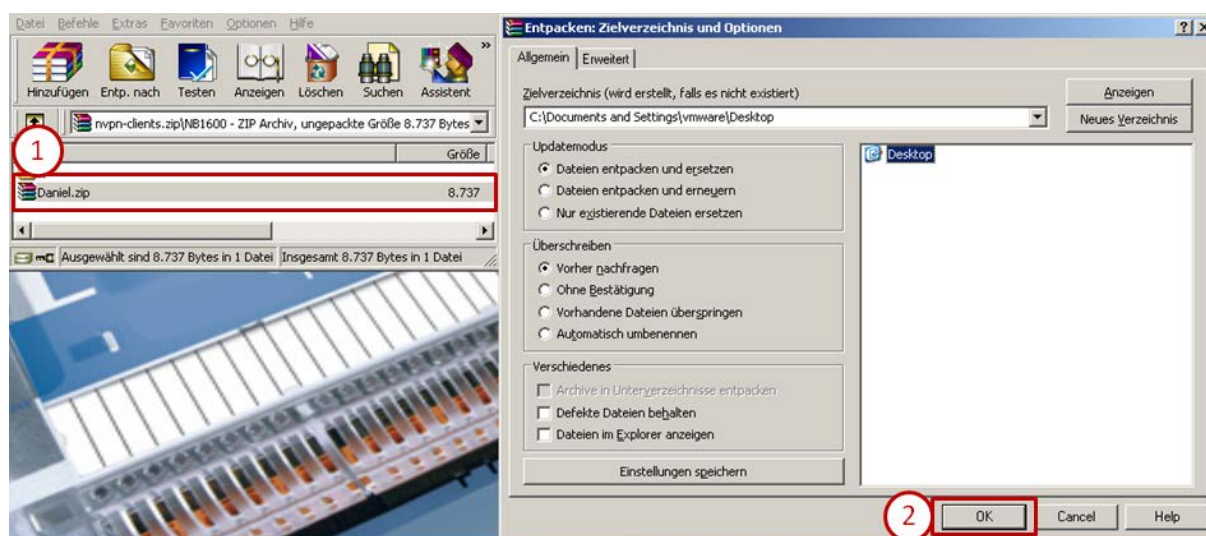 Datei Befehle Extras Favoriten Optionen Hilfe
Hinzufügen Entp. nach Testen Anzeigen Löschen Suchen Assistent »
nvpn-clients.zip\NB1600 - ZIP Archiv, ungepackte Größe 8.737 Bytes
1
Größe
Daniel.zip 8.737
Ausgewählt sind 8.737 Bytes in 1 Datei Insgesamt 8.737 Bytes in 1 Datei
Entpacken: Zielverzeichnis und Optionen
Allgemein Erweitert
Zielverzeichnis (wird erstellt, falls es nicht existiert)
Anzeigen
C:\Documents and Settings\vmware\Desktop
Neues Verzeichnis
Updatemodus
Dateien entpacken und ersetzen
Dateien entpacken und erneuern
Nur existierende Dateien ersetzen
Überschreiben
Vorher nachfragen
Ohne Bestätigung
Vorhandene Dateien überspringen
Automatisch umbenennen
Verschiedenes
Archive in Unterverzeichnisse entpacken
Defekte Dateien behalten
Dateien im Explorer anzeigen
Einstellungen speichern
Desktop
2
OK Cancel Help